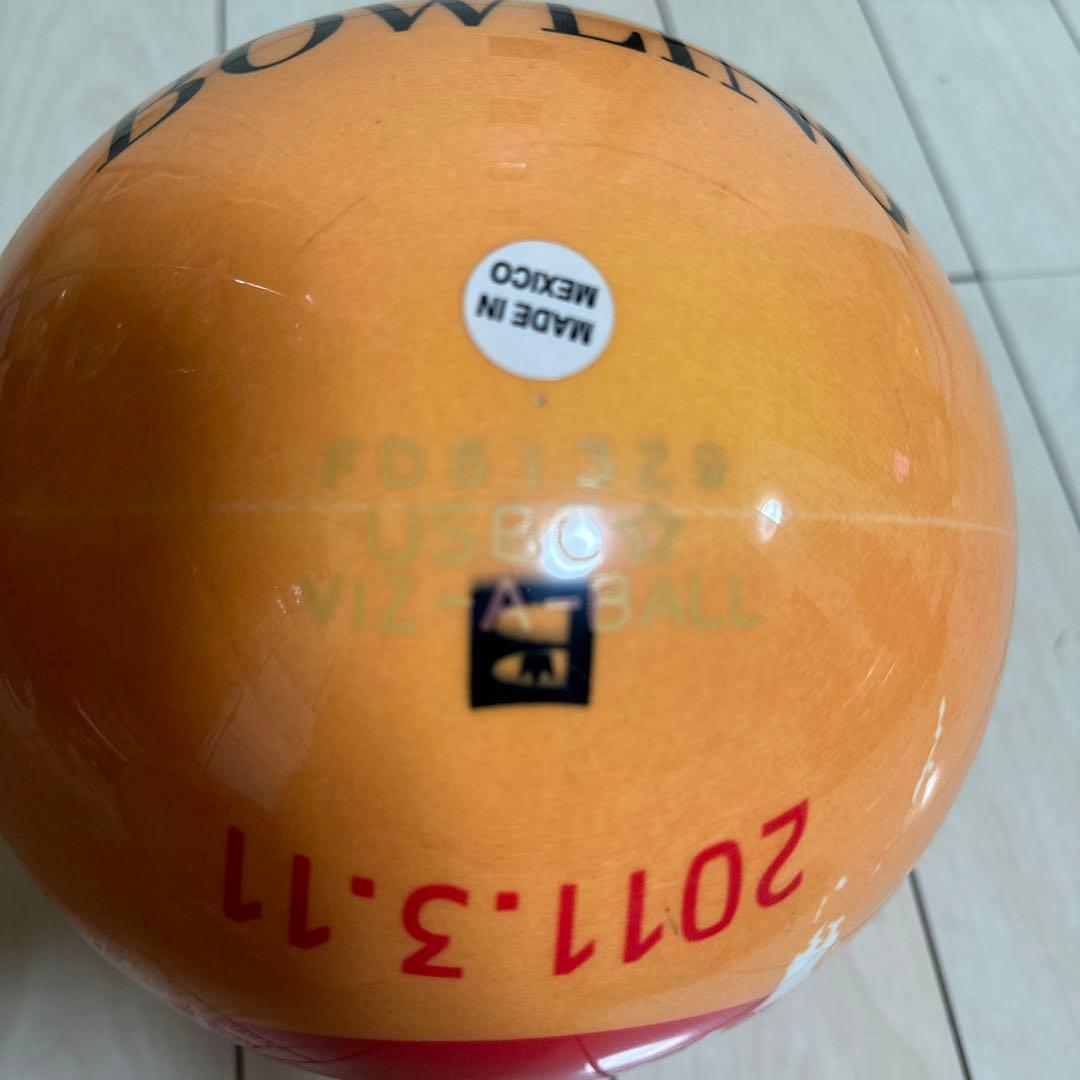 BOWLING
MADE IN
MEXICO
FD61329
USBC☆
VIZ-A-BALL
2011.3.11